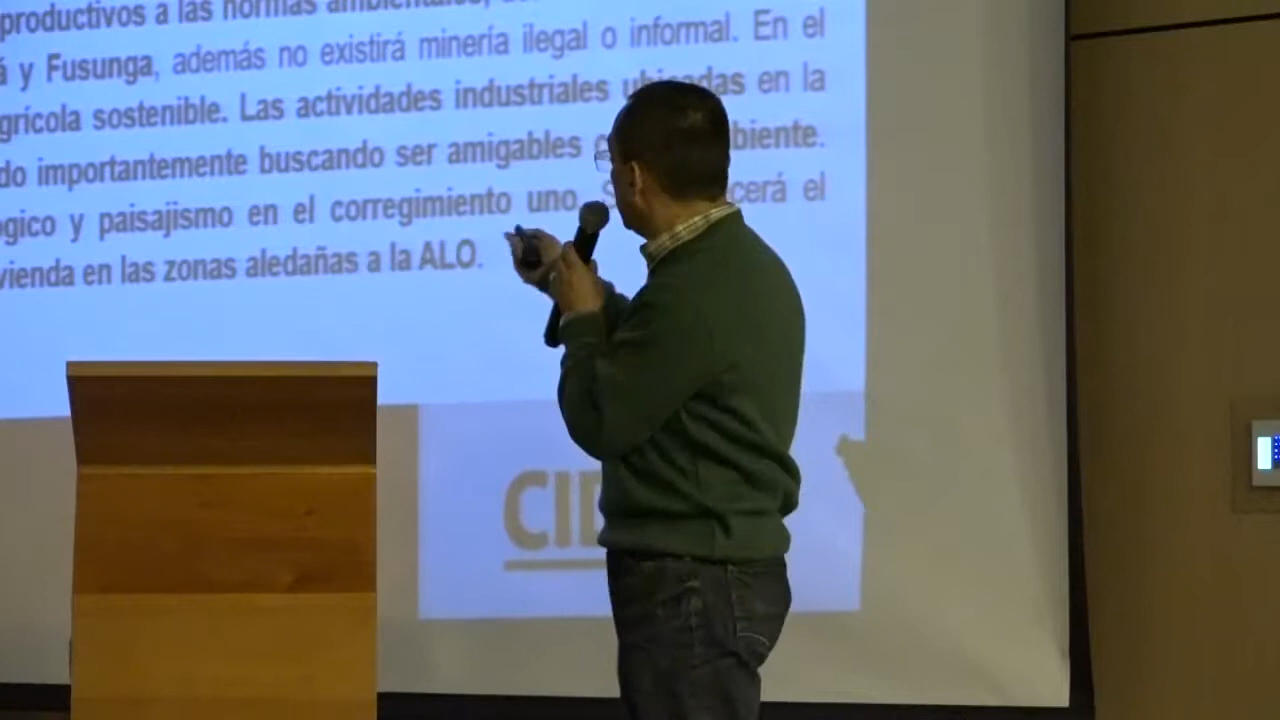 productivos a las normas ambientales,
á y Fusunga, además no existirá minería ilegal o informal. En el
grícola sostenible. Las actividades industriales ubicadas en la
do importantemente buscando ser amigables biente.
ógico y paisajismo en el corregimiento uno. cerá el
vienda en las zonas aledañas a la ALO.
CID